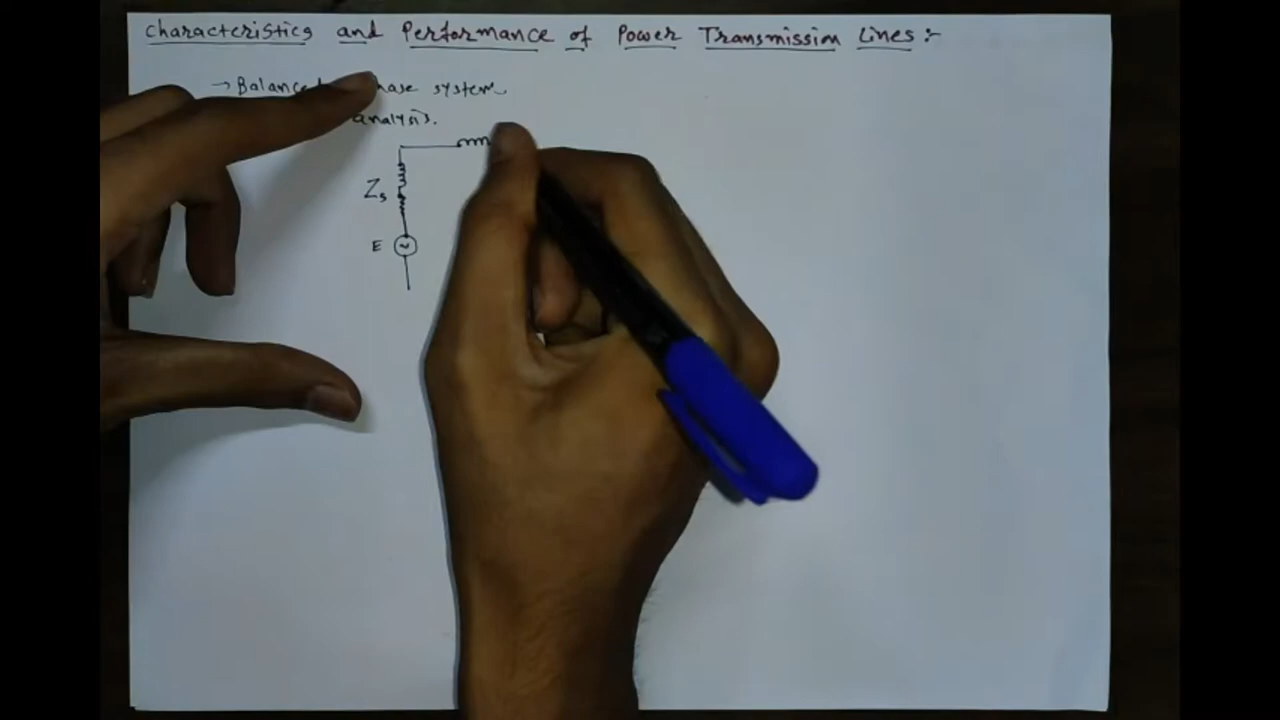 Characteristics and Performance of Power Transmission Lines :-
→ Balance hase system
analysis.
Zs
E